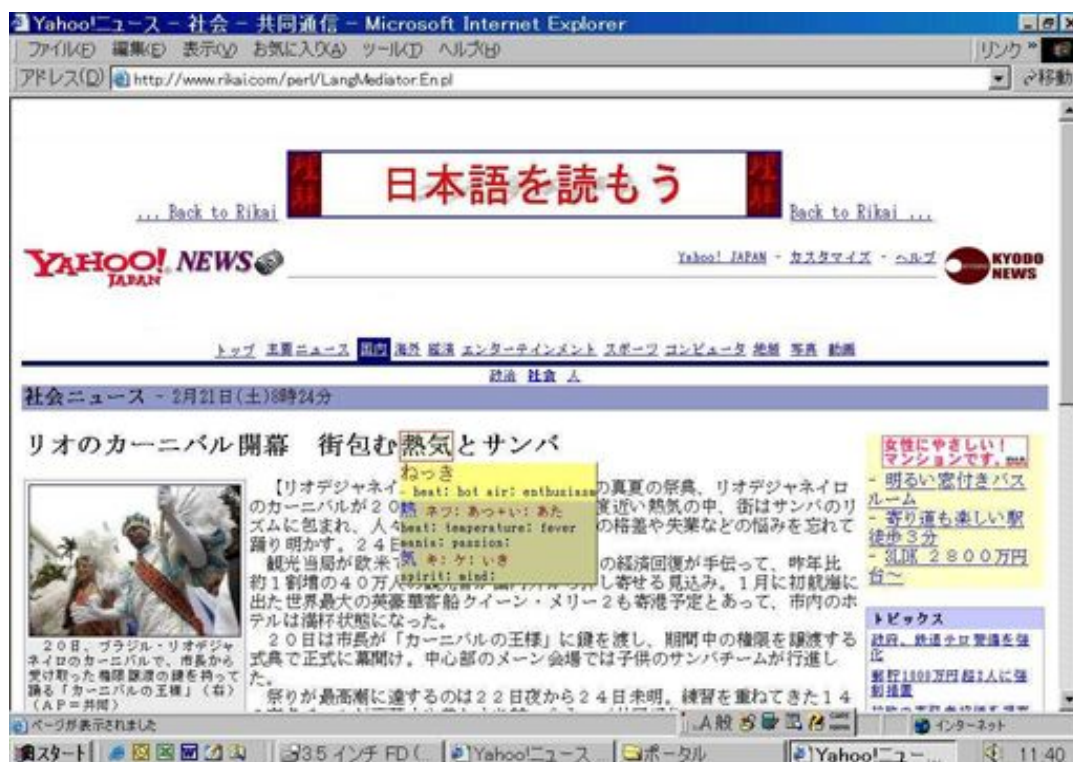 Yahoo!ニュース - 社会 - 共同通信 - Microsoft Internet Explorer
ファイル(F) 編集(E) 表示(V) お気に入り(A) ツール(T) ヘルプ(H) リンク »
アドレス(D) http://www.rikai.com/perl/LangMediator.En.pl 移動
日本語を読もう
... Back to Rikai
Back to Rikai ...
YAHOO! NEWS
JAPAN
Yahoo! JAPAN - カスタマイズ - ヘルプ
KYODO
NEWS
トップ 主要ニュース 国内 海外 経済 エンターテインメント スポーツ コンピュータ 地域 写真 動画
政治 社会 人
社会ニュース - 2月21日(土)8時24分
リオのカーニバル開幕 街包む熱気とサンバ
ねっき
- heat: hot air: enthusiasm
熱 ネツ: あつ+い: あた
heat: temperature: fever
mania: passion:
気 キ: ケ: いき
spirit: mind:
【リオデジャネイ の真夏の祭典、リオデジャネイロ
のカーニバルが20 度近い熱気の中、街はサンバのリ
ズムに包まれ、人々 の格差や失業などの悩みを忘れて
踊り明かす。24日
観光当局が欧米で の経済回復が手伝って、昨年比
約1割増の40万人 し寄せる見込み。1月に初航海に
出た世界最大の英豪華客船クイーン・メリー2も寄港予定とあって、市内のホ
テルは満杯状態になった。
20日は市長が「カーニバルの王様」に鍵を渡し、期間中の権限を譲渡する
式典で正式に幕開け。中心部のメーン会場では子供のサンバチームが行進し
た。
祭りが最高潮に達するのは22日夜から24日未明。練習を重ねてきた14
20日、ブラジル・リオデジャ
ネイロのカーニバルで、市長から
受け取った権限譲渡の鍵を持って
踊る「カーニバルの王様」(右)
(AP=共同)
女性にやさしい!
マンションです。
- 明るい窓付きバス
ルーム
- 寄り道も楽しい駅
徒歩3分
- 3LDK 2800万円
台~
トピックス
政府、鉄道テロ警備を強
化
ページが表示されました
A 般
インターネット
スタート
3.5 インチ FD (... Yahoo!ニュース ... ポータル Yahoo!ニュー... 11:40